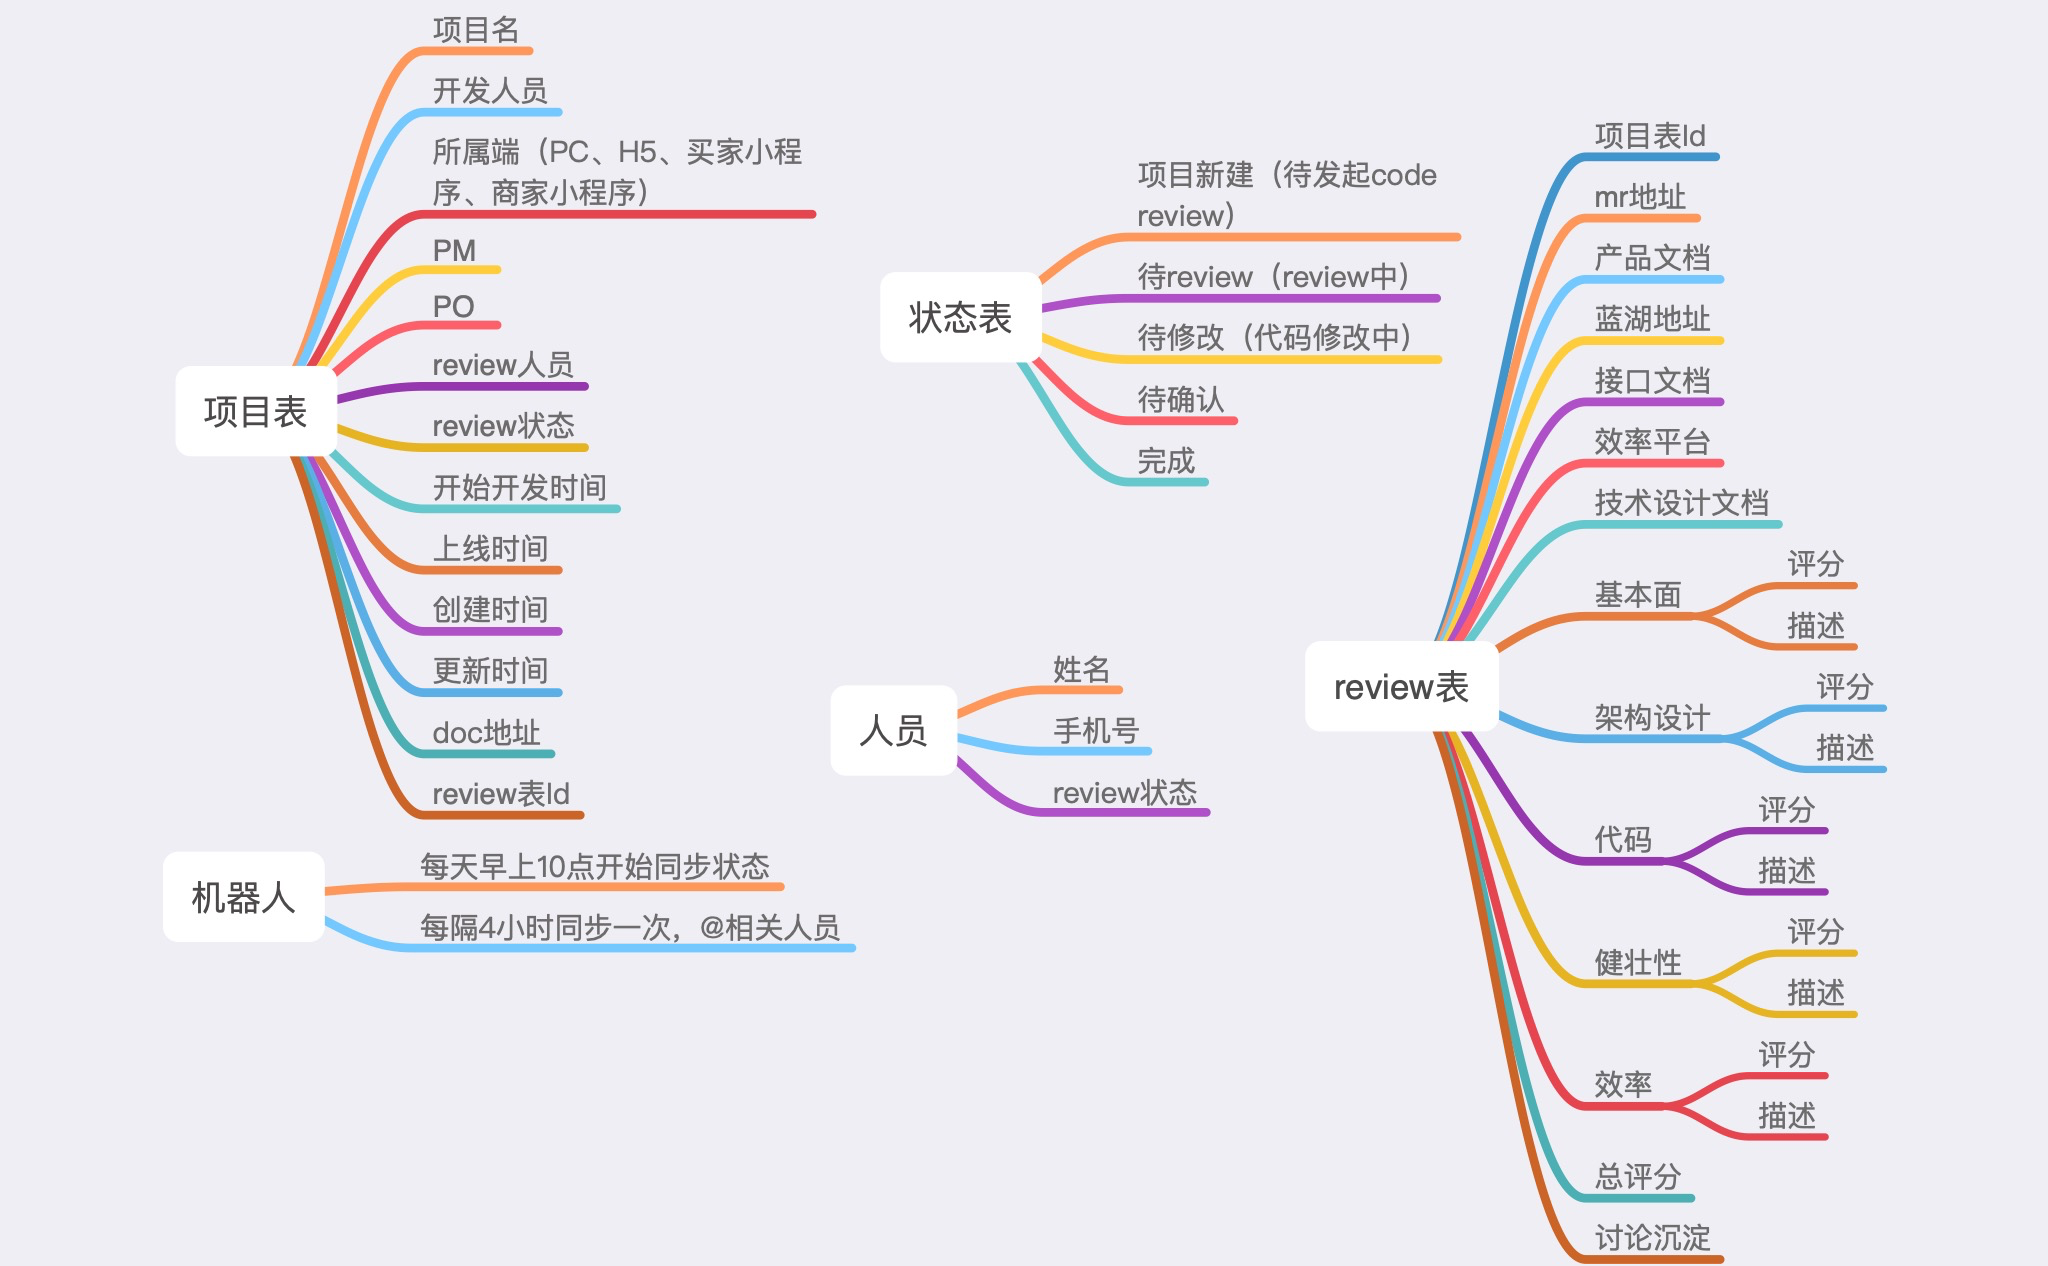 项目表
项目名
开发人员
所属端（PC、H5、买家小程
序、商家小程序）
PM
PO
review人员
review状态
开始开发时间
上线时间
创建时间
更新时间
doc地址
review表Id
机器人
每天早上10点开始同步状态
每隔4小时同步一次，@相关人员
状态表
项目新建（待发起code
review）
待review（review中）
待修改（代码修改中）
待确认
完成
人员
姓名
手机号
review状态
review表
项目表Id
mr地址
产品文档
蓝湖地址
接口文档
效率平台
技术设计文档
基本面
评分
描述
架构设计
评分
描述
代码
评分
描述
健壮性
评分
描述
效率
评分
描述
总评分
讨论沉淀